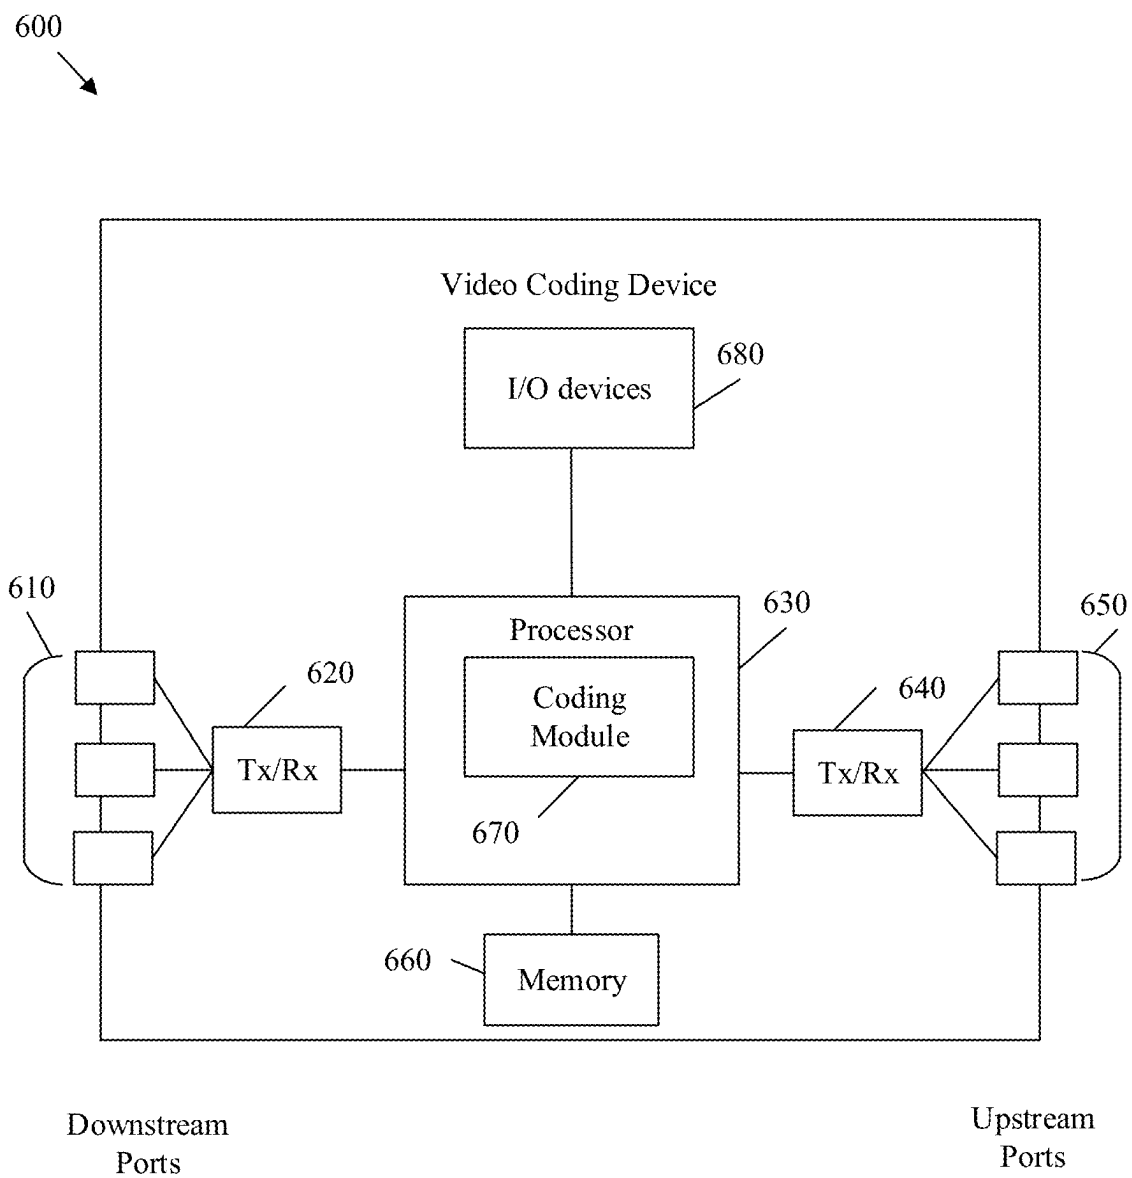 600
Video Coding Device
I/O devices
680
610
630
650
Processor
620
640
Coding
Module
Tx/Rx
Tx/Rx
670
660
Memory
Downstream
Ports
Upstream
Ports